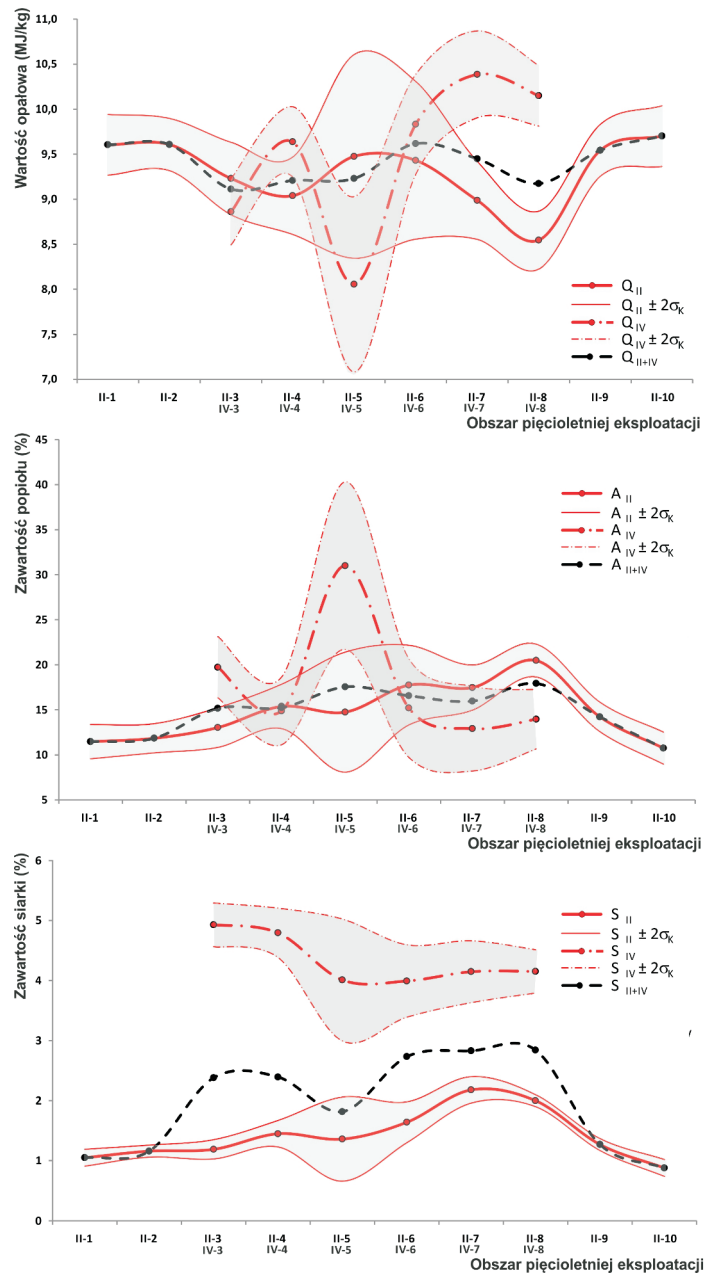 Wartość opałowa (MJ/kg)
11,0
10,5
10,0
9,5
9,0
8,5
8,0
7,5
7,0
Q II
Q II ± 2σK
Q IV
Q IV ± 2σK
Q II+IV
II-1 II-2 II-3 II-4 II-5 II-6 II-7 II-8 II-9 II-10
IV-3 IV-4 IV-5 IV-6 IV-7 IV-8
Obszar pięcioletniej eksploatacji
Zawartość popiołu (%)
45
40
35
30
25
20
15
10
5
A II
A II ± 2σK
A IV
A IV ± 2σK
A II+IV
II-1 II-2 II-3 II-4 II-5 II-6 II-7 II-8 II-9 II-10
IV-3 IV-4 IV-5 IV-6 IV-7 IV-8
Obszar pięcioletniej eksploatacji
Zawartość siarki (%)
6
5
4
3
2
1
0
S II
S II ± 2σK
S IV
S IV ± 2σK
S II+IV
II-1 II-2 II-3 II-4 II-5 II-6 II-7 II-8 II-9 II-10
IV-3 IV-4 IV-5 IV-6 IV-7 IV-8
Obszar pięcioletniej eksploatacji